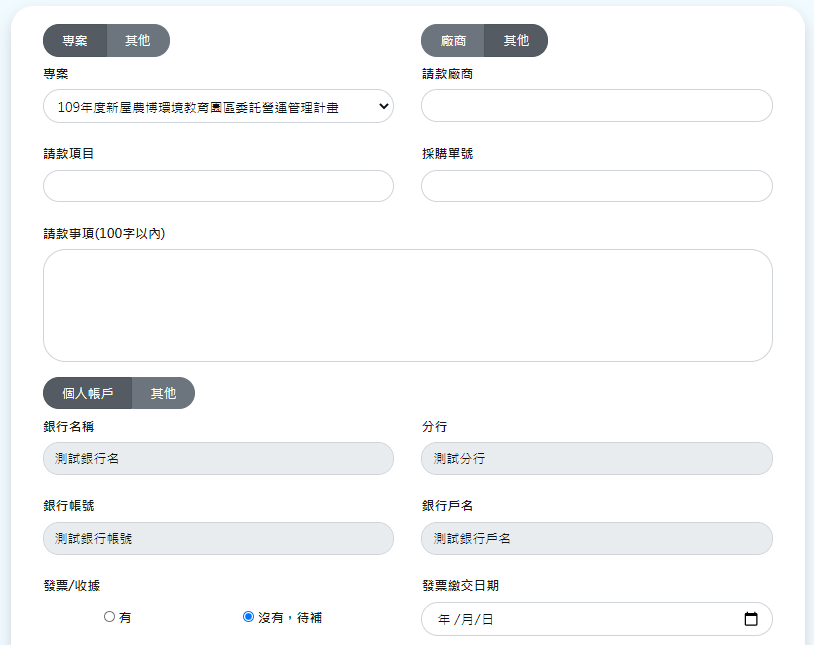 專案 其他 廠商 其他
專案 請款廠商
109年度新屋農博環境教育園區委託營運管理計畫
請款項目 採購單號
請款事項(100字以內)
個人帳戶 其他
銀行名稱 分行
測試銀行名 測試分行
銀行帳號 銀行戶名
測試銀行帳號 測試銀行戶名
發票/收據 發票繳交日期
有 沒有，待補 年 /月/日